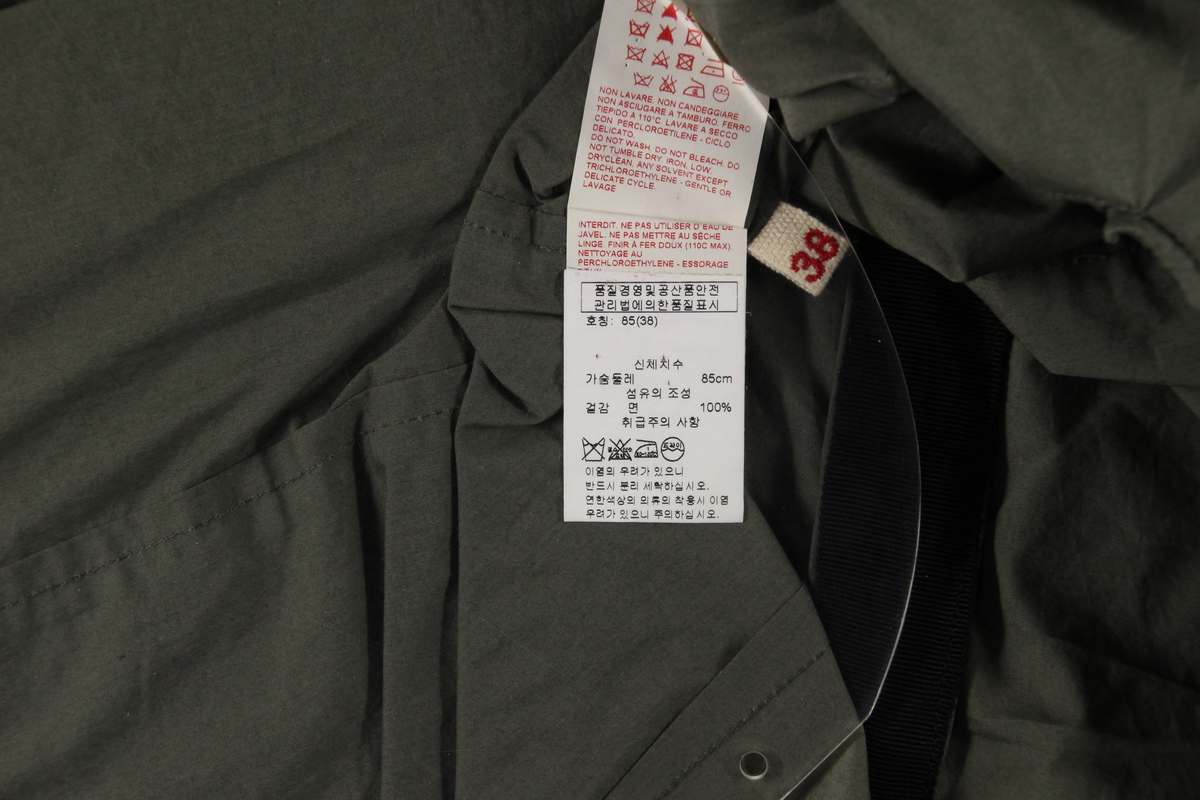 NON LAVARE. NON CANDEGGIARE.
NON ASCIUGARE A TAMBURO. FERRO
TIEPIDO A 110°C. LAVARE A SECCO
CON PERCLOROETILENE - CICLO
DELICATO.
DO NOT WASH. DO NOT BLEACH. DO
NOT TUMBLE DRY. IRON, LOW.
DRYCLEAN, ANY SOLVENT EXCEPT
TRICHLOROETHYLENE - GENTLE OR
DELICATE CYCLE.
LAVAGE
INTERDIT. NE PAS UTILISER D'EAU DE
JAVEL. NE PAS METTRE AU SÈCHE
LINGE. FINIR À FER DOUX (110C MAX).
NETTOYAGE AU
PERCHLOROETHYLENE - ESSORAGE
38
품질경영및공산품안전
관리법에의한품질표시
호칭: 85(38)
신체치수
가슴둘레 85cm
섬유의 조성
겉감 면 100%
취급주의 사항
드라이
이염의 우려가 있으니
반드시 분리 세탁하십시오.
연한색상의 의류의 착용시 이염
우려가 있으니 주의하십시오.